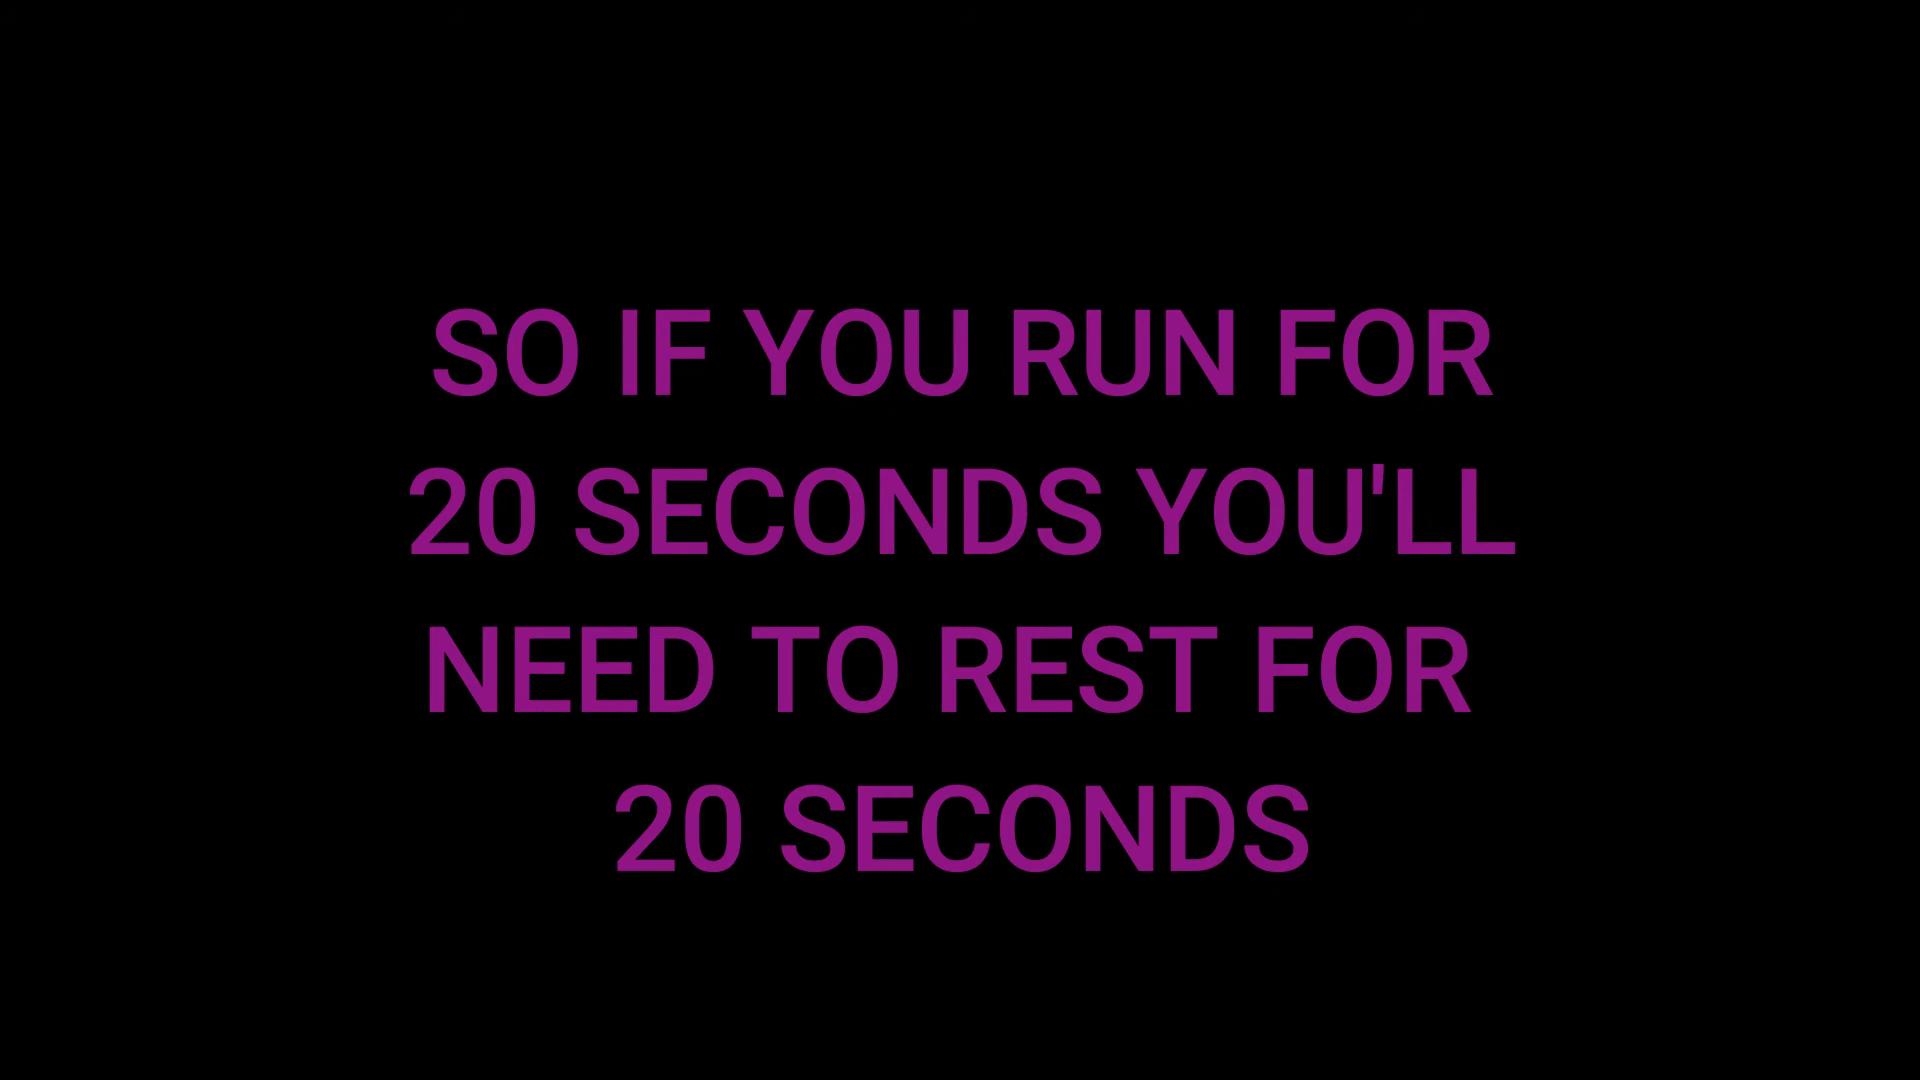 SO IF YOU RUN FOR
20 SECONDS YOU'LL
NEED TO REST FOR
20 SECONDS